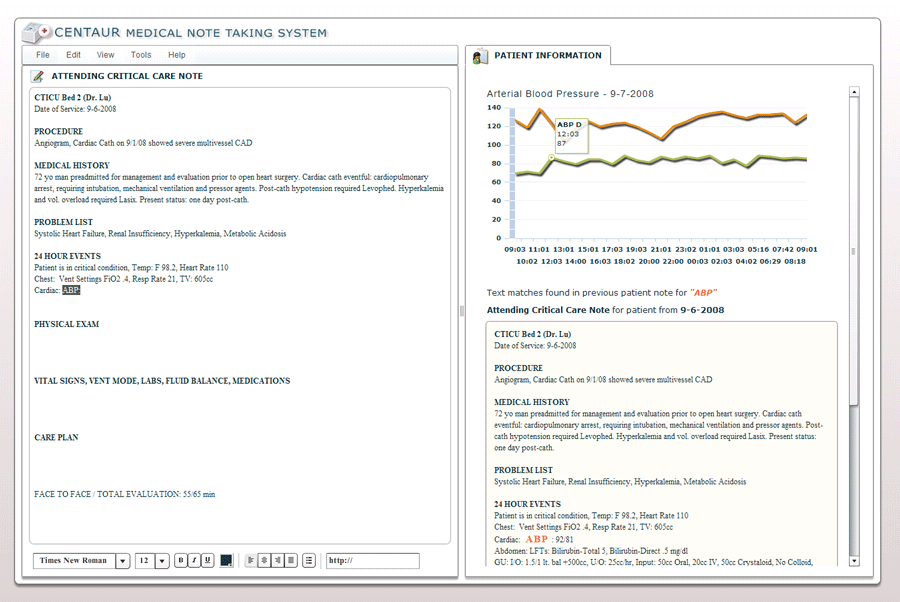 CENTAUR MEDICAL NOTE TAKING SYSTEM
File Edit View Tools Help
ATTENDING CRITICAL CARE NOTE
CTICU Bed 2 (Dr. Lu)
Date of Service: 9-6-2008
PROCEDURE
Angiogram, Cardiac Cath on 9/1/08 showed severe multivessel CAD
MEDICAL HISTORY
72 yo man preadmitted for management and evaluation prior to open heart surgery. Cardiac cath eventful: cardiopulmonary
arrest, requiring intubation, mechanical ventilation and pressor agents. Post-cath hypotension required Levophed. Hyperkalemia
and vol. overload required Lasix. Present status: one day post-cath.
PROBLEM LIST
Systolic Heart Failure, Renal Insufficiency, Hyperkalemia, Metabolic Acidosis
24 HOUR EVENTS
Patient is in critical condition, Temp: F 98.2, Heart Rate 110
Chest: Vent Settings FiO2 .4, Resp Rate 21, TV: 605cc
Cardiac: ABP:
PHYSICAL EXAM
VITAL SIGNS, VENT MODE, LABS, FLUID BALANCE, MEDICATIONS
CARE PLAN
FACE TO FACE / TOTAL EVALUATION: 55/65 min
Times New Roman 12 B I U http://
PATIENT INFORMATION
Arterial Blood Pressure - 9-7-2008
140
120
100
80
60
40
20
0
ABP D
12:03
87
09:03 11:01 13:01 15:01 17:03 19:03 21:01 23:02 01:01 03:03 05:16 07:42 09:01
10:02 12:03 14:00 16:03 18:02 20:00 22:00 00:03 02:03 04:02 06:29 08:18
Text matches found in previous patient note for "ABP"
Attending Critical Care Note for patient from 9-6-2008
CTICU Bed 2 (Dr. Lu)
Date of Service: 9-6-2008
PROCEDURE
Angiogram, Cardiac Cath on 9/1/08 showed severe multivessel CAD
MEDICAL HISTORY
72 yo man preadmitted for management and evaluation prior to open heart surgery. Cardiac cath
eventful: cardiopulmonary arrest, requiring intubation, mechanical ventilation and pressor agents. Post-
cath hypotension required Levophed. Hyperkalemia and vol. overload required Lasix. Present status:
one day post-cath.
PROBLEM LIST
Systolic Heart Failure, Renal Insufficiency, Hyperkalemia, Metabolic Acidosis
24 HOUR EVENTS
Patient is in critical condition, Temp: F 98.2, Heart Rate 110
Chest: Vent Settings FiO2 .4, Resp Rate 21, TV: 605cc
Cardiac: ABP : 92/81
Abdomen: LFTs: Bilirubin-Total 5, Bilirubin-Direct .5 mg/dl
GU: I/O: 1.5/1 lt. bal +500cc, U/O: 25cc/hr, Input: 50cc Oral, 20cc IV, 50cc Crystaloid, No Colloid,